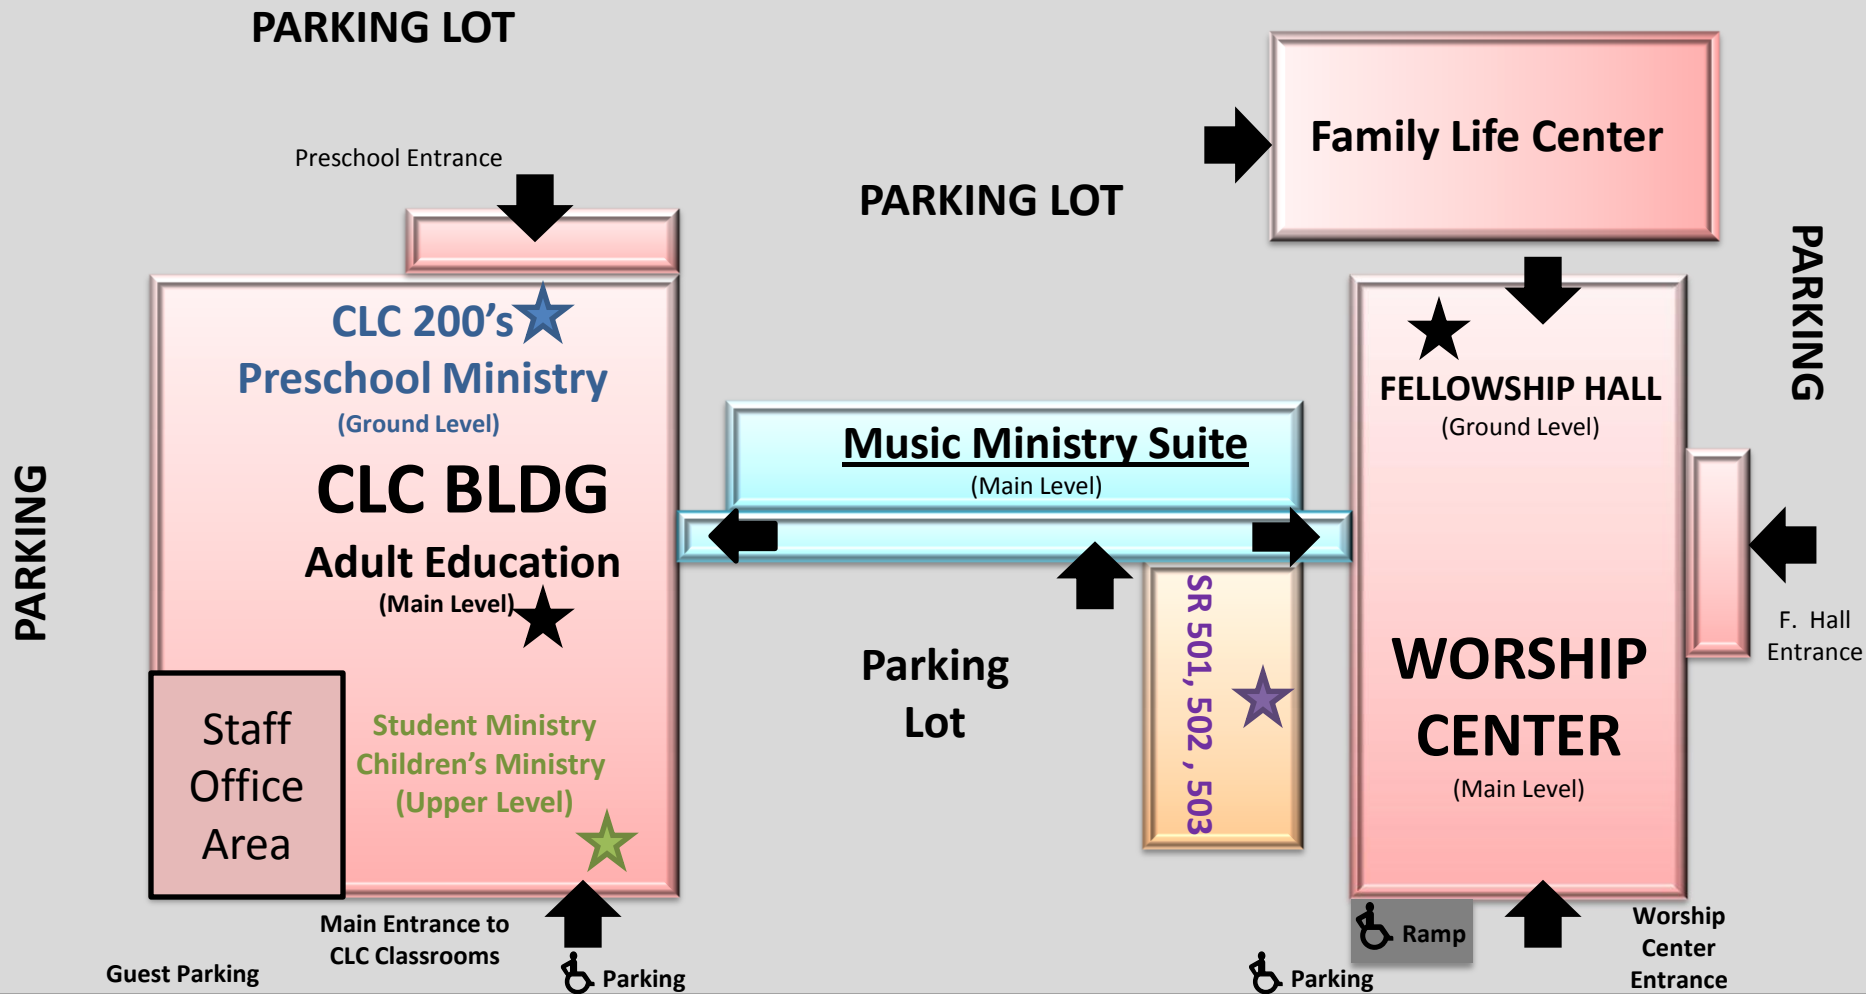 PARKING LOT
Family Life Center
Preschool Entrance
PARKING LOT
PARKING
CLC 200's
Preschool Ministry
(Ground Level)
CLC BLDG
Adult Education
(Main Level)
PARKING
Music Ministry Suite
(Main Level)
FELLOWSHIP HALL
(Ground Level)
F. Hall
Entrance
SR 501, 502 , 503
Parking
Lot
WORSHIP
CENTER
(Main Level)
Staff
Office
Area
Student Ministry
Children's Ministry
(Upper Level)
Main Entrance to
CLC Classrooms
Guest Parking
Parking
Parking
Ramp
Worship
Center
Entrance